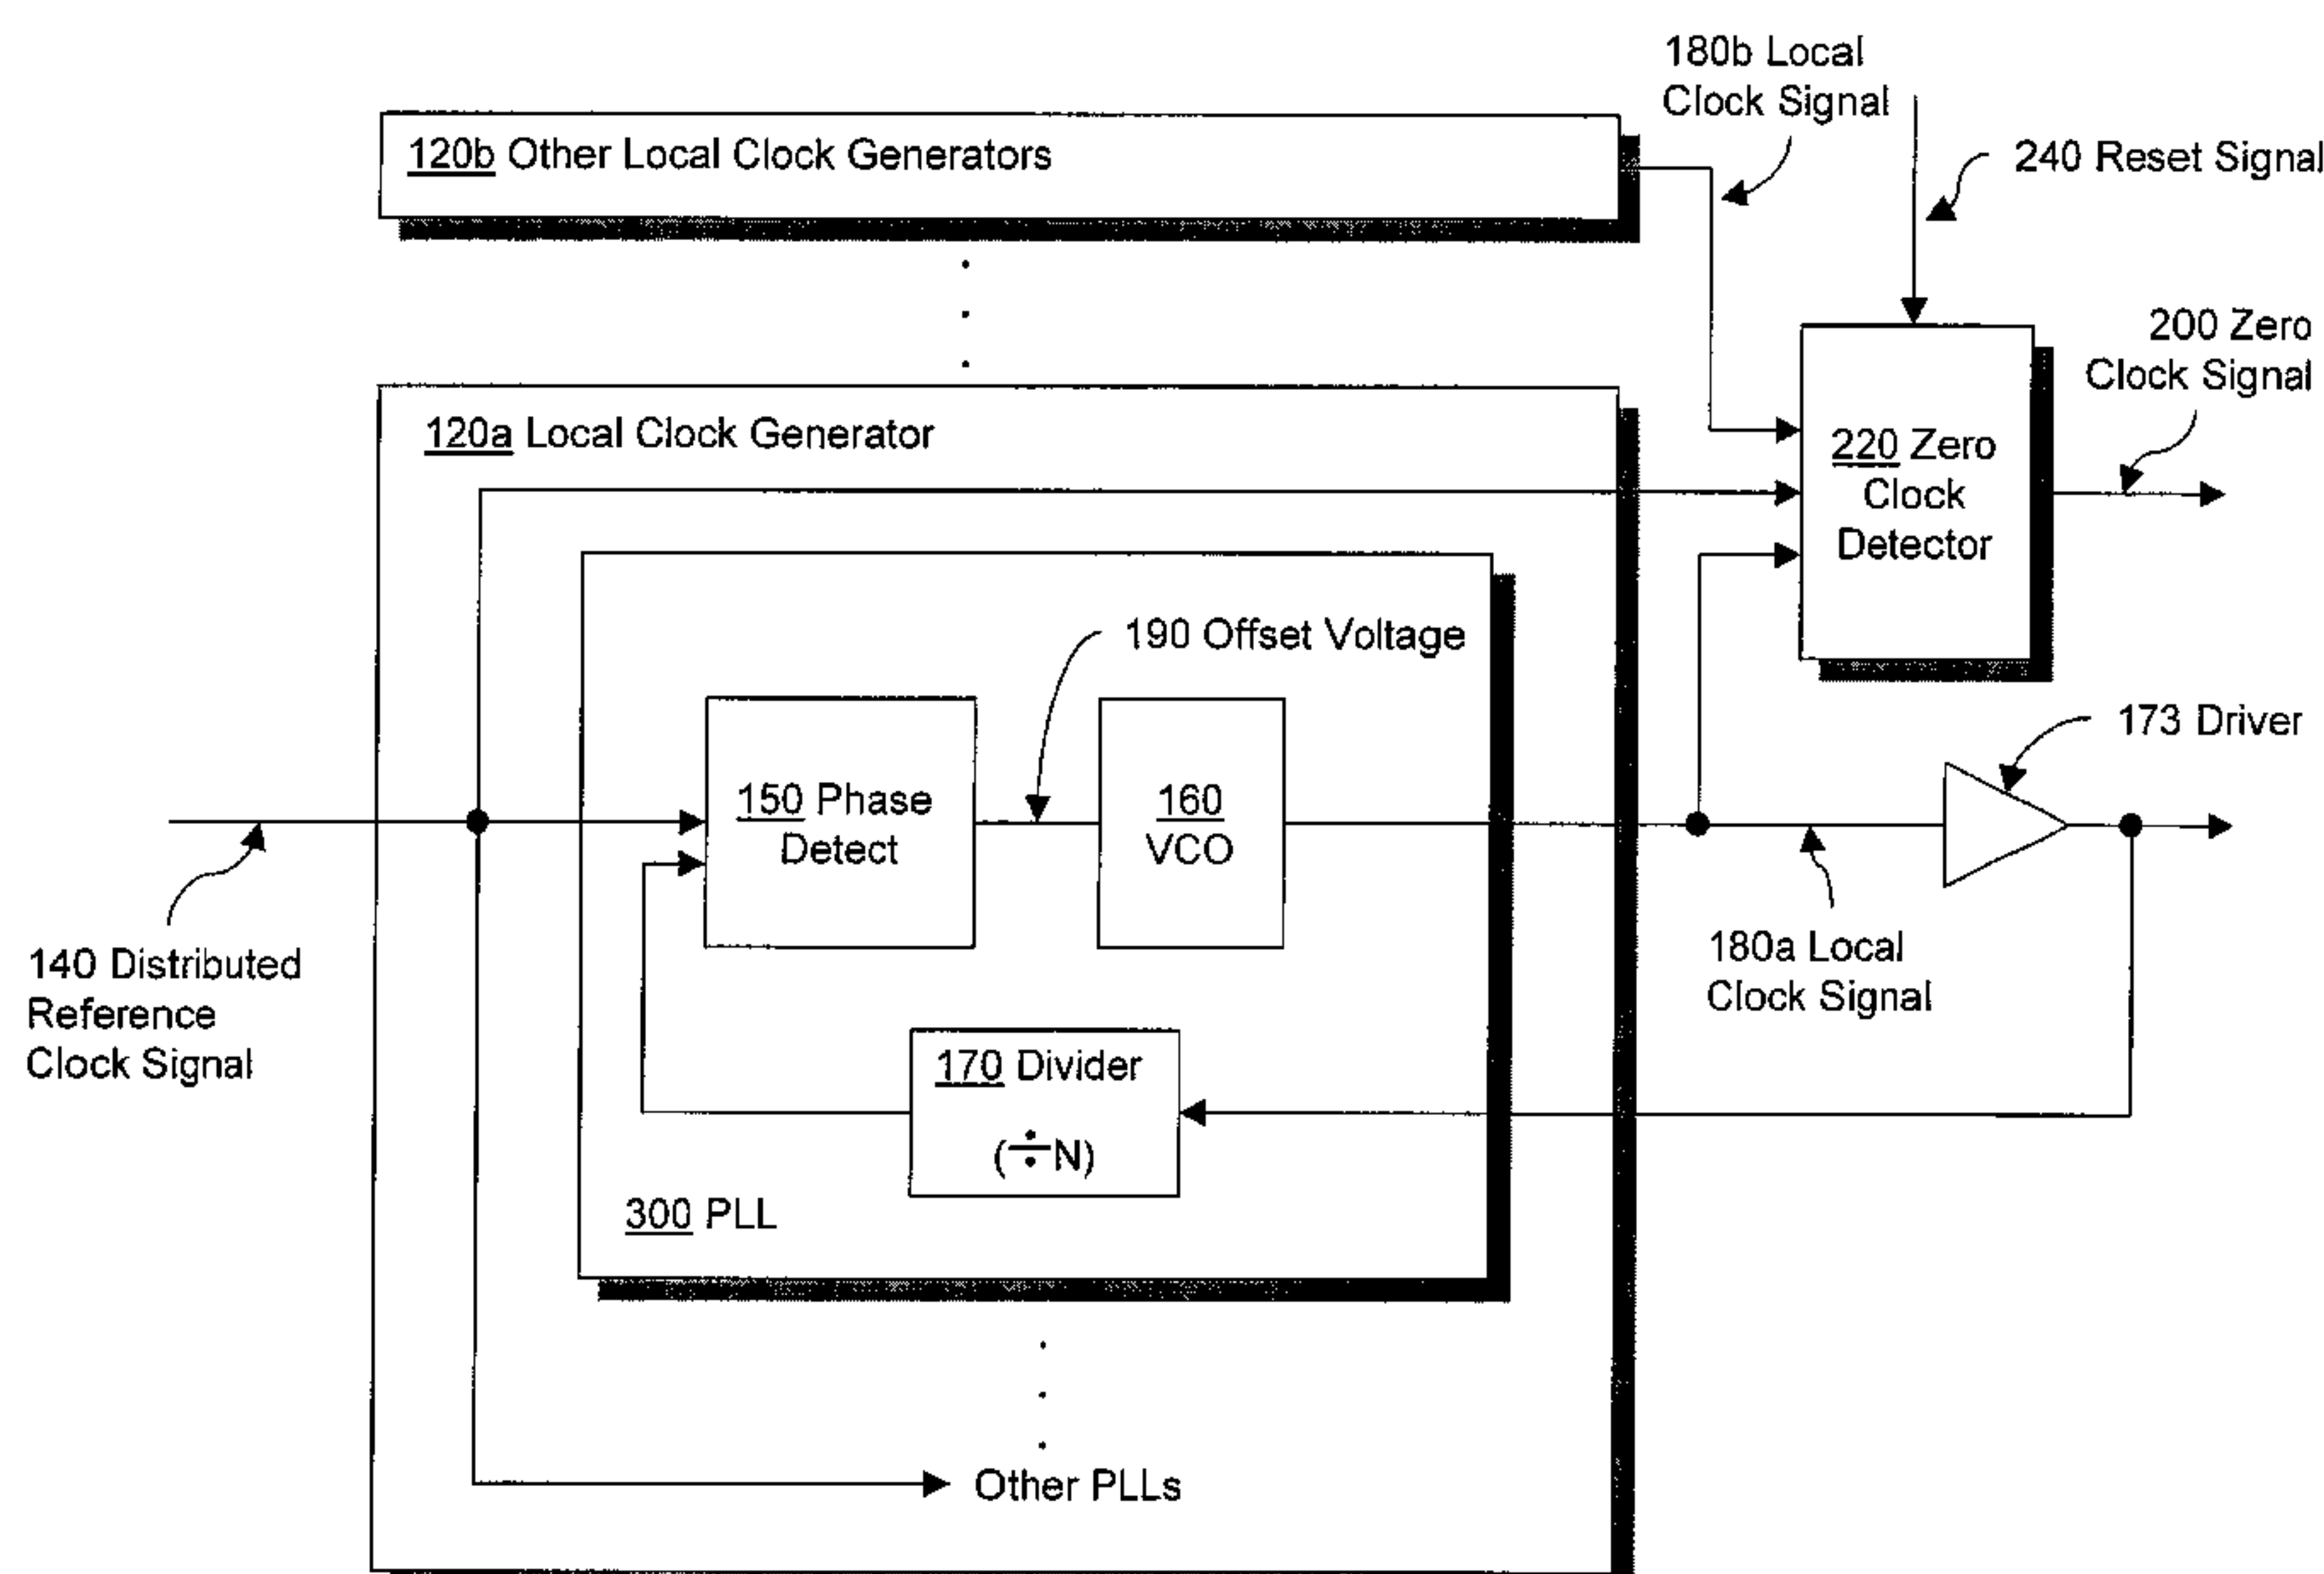 180b Local
Clock Signal
120b Other Local Clock Generators
240 Reset Signal
200 Zero
Clock Signal
120a Local Clock Generator
220 Zero
Clock
Detector
190 Offset Voltage
173 Driver
150 Phase
Detect
160
VCO
140 Distributed
Reference
Clock Signal
180a Local
Clock Signal
170 Divider
(÷N)
300 PLL
Other PLLs